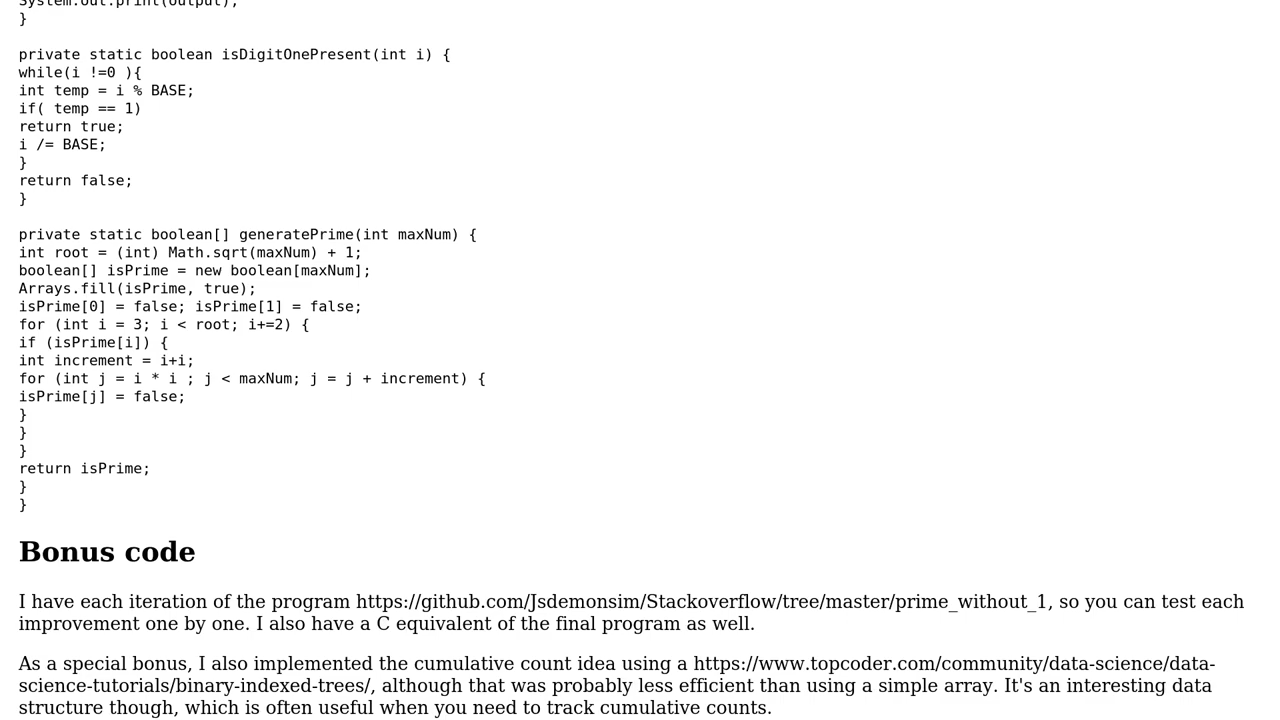 System.out.print(output);
}
private static boolean isDigitOnePresent(int i) {
while(i !=0 ){
int temp = i % BASE;
if( temp == 1)
return true;
i /= BASE;
}
return false;
}
private static boolean[] generatePrime(int maxNum) {
int root = (int) Math.sqrt(maxNum) + 1;
boolean[] isPrime = new boolean[maxNum];
Arrays.fill(isPrime, true);
isPrime[0] = false; isPrime[1] = false;
for (int i = 3; i < root; i+=2) {
if (isPrime[i]) {
int increment = i+i;
for (int j = i * i ; j < maxNum; j = j + increment) {
isPrime[j] = false;
}
}
}
return isPrime;
}
}
Bonus code
I have each iteration of the program https://github.com/Jsdemonsim/Stackoverflow/tree/master/prime_without_1, so you can test each
improvement one by one. I also have a C equivalent of the final program as well.
As a special bonus, I also implemented the cumulative count idea using a https://www.topcoder.com/community/data-science/data-
science-tutorials/binary-indexed-trees/, although that was probably less efficient than using a simple array. It's an interesting data
structure though, which is often useful when you need to track cumulative counts.